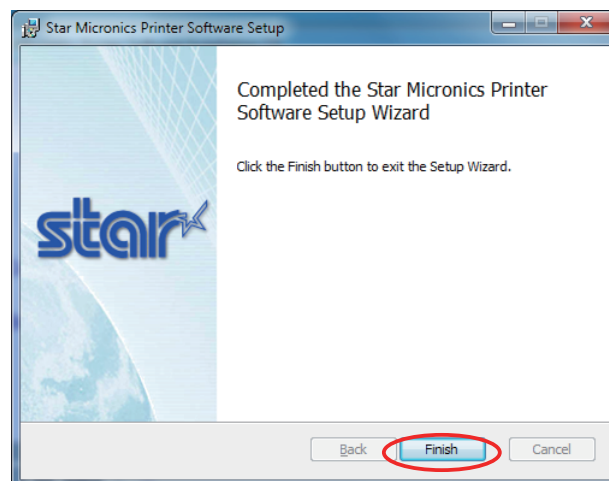 Star Micronics Printer Software Setup
Completed the Star Micronics Printer
Software Setup Wizard
Click the Finish button to exit the Setup Wizard.
star
Back
Finish
Cancel